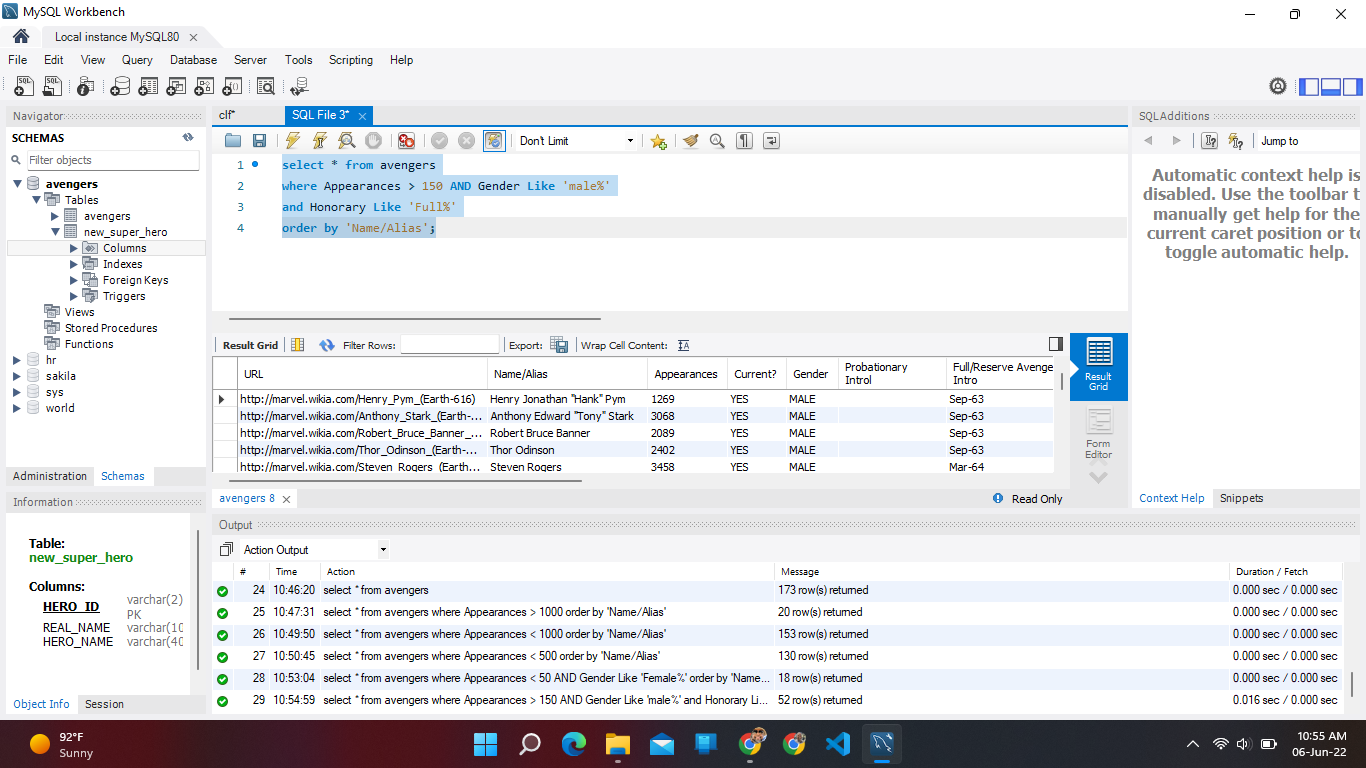 MySQL Workbench
Local instance MySQL80
File Edit View Query Database Server Tools Scripting Help
Navigator
SCHEMAS
Filter objects
avengers
Tables
avengers
new_super_hero
Columns
Indexes
Foreign Keys
Triggers
Views
Stored Procedures
Functions
hr
sakila
sys
world
Administration Schemas
Information
Table:
new_super_hero
Columns:
HERO_ID varchar(2)
PK
REAL_NAME varchar(10
HERO_NAME varchar(40
Object Info Session
clf* SQL File 3*
Don't Limit
1 select * from avengers
2 where Appearances > 150 AND Gender Like 'male%'
3 and Honorary Like 'Full%'
4 order by 'Name/Alias';
Result Grid Filter Rows: Export: Wrap Cell Content:
URL Name/Alias Appearances Current? Gender Probationary Introl Full/Reserve Avenge Intro
http://marvel.wikia.com/Henry_Pym_(Earth-616) Henry Jonathan "Hank" Pym 1269 YES MALE Sep-63
http://marvel.wikia.com/Anthony_Stark_(Earth-... Anthony Edward "Tony" Stark 3068 YES MALE Sep-63
http://marvel.wikia.com/Robert_Bruce_Banner_... Robert Bruce Banner 2089 YES MALE Sep-63
http://marvel.wikia.com/Thor_Odinson_(Earth-... Thor Odinson 2402 YES MALE Sep-63
http://marvel.wikia.com/Steven_Rogers_(Earth... Steven Rogers 3458 YES MALE Mar-64
Result Grid
Form Editor
avengers 8 Read Only
SQLAdditions
Jump to
Automatic context help is
disabled. Use the toolbar t
manually get help for the
current caret position or to
toggle automatic help.
Context Help Snippets
Output
Action Output
# Time Action Message Duration / Fetch
24 10:46:20 select * from avengers 173 row(s) returned 0.000 sec / 0.000 sec
25 10:47:31 select * from avengers where Appearances > 1000 order by 'Name/Alias' 20 row(s) returned 0.000 sec / 0.000 sec
26 10:49:50 select * from avengers where Appearances < 1000 order by 'Name/Alias' 153 row(s) returned 0.000 sec / 0.000 sec
27 10:50:45 select * from avengers where Appearances < 500 order by 'Name/Alias' 130 row(s) returned 0.000 sec / 0.000 sec
28 10:53:04 select * from avengers where Appearances < 50 AND Gender Like 'Female%' order by 'Name... 18 row(s) returned 0.000 sec / 0.000 sec
29 10:54:59 select * from avengers where Appearances > 150 AND Gender Like 'male%' and Honorary Li... 52 row(s) returned 0.016 sec / 0.000 sec
92°F
Sunny
10:55 AM
06-Jun-22